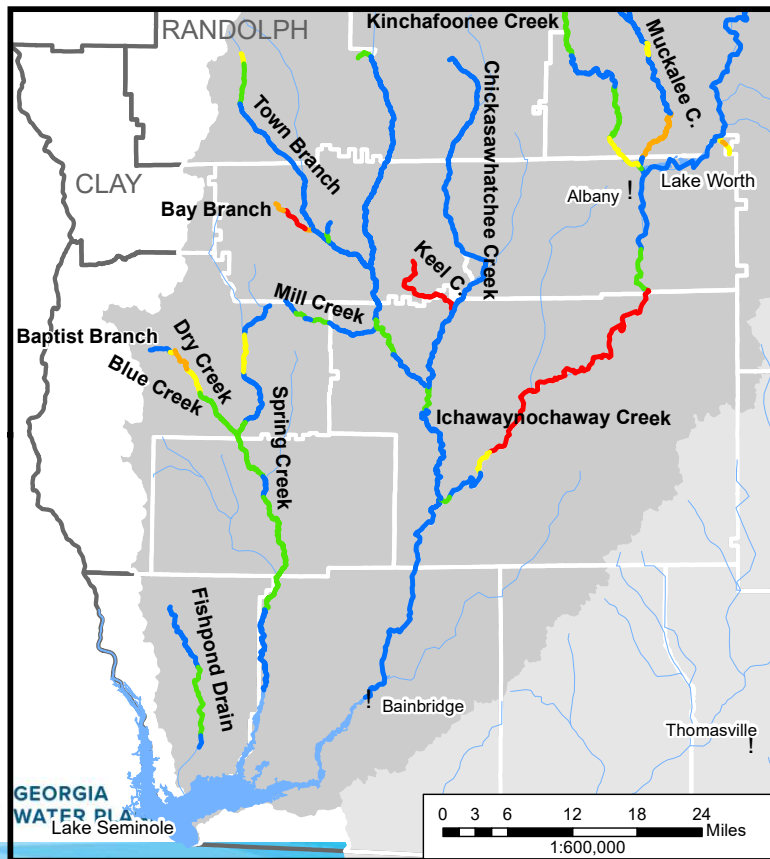 Kinchafoonee Creek
RANDOLPH
Muckalee C.
Chickasawhatchee Creek
Town Branch
CLAY
Lake Worth
Albany
Bay Branch
Keel C.
Mill Creek
Baptist Branch
Dry Creek
Blue Creek
Spring Creek
Ichawaynochaway Creek
Fishpond Drain
Bainbridge
Thomasville
GEORGIA
WATER PLA
Lake Seminole
0 3 6 12 18 24
Miles
1:600,000